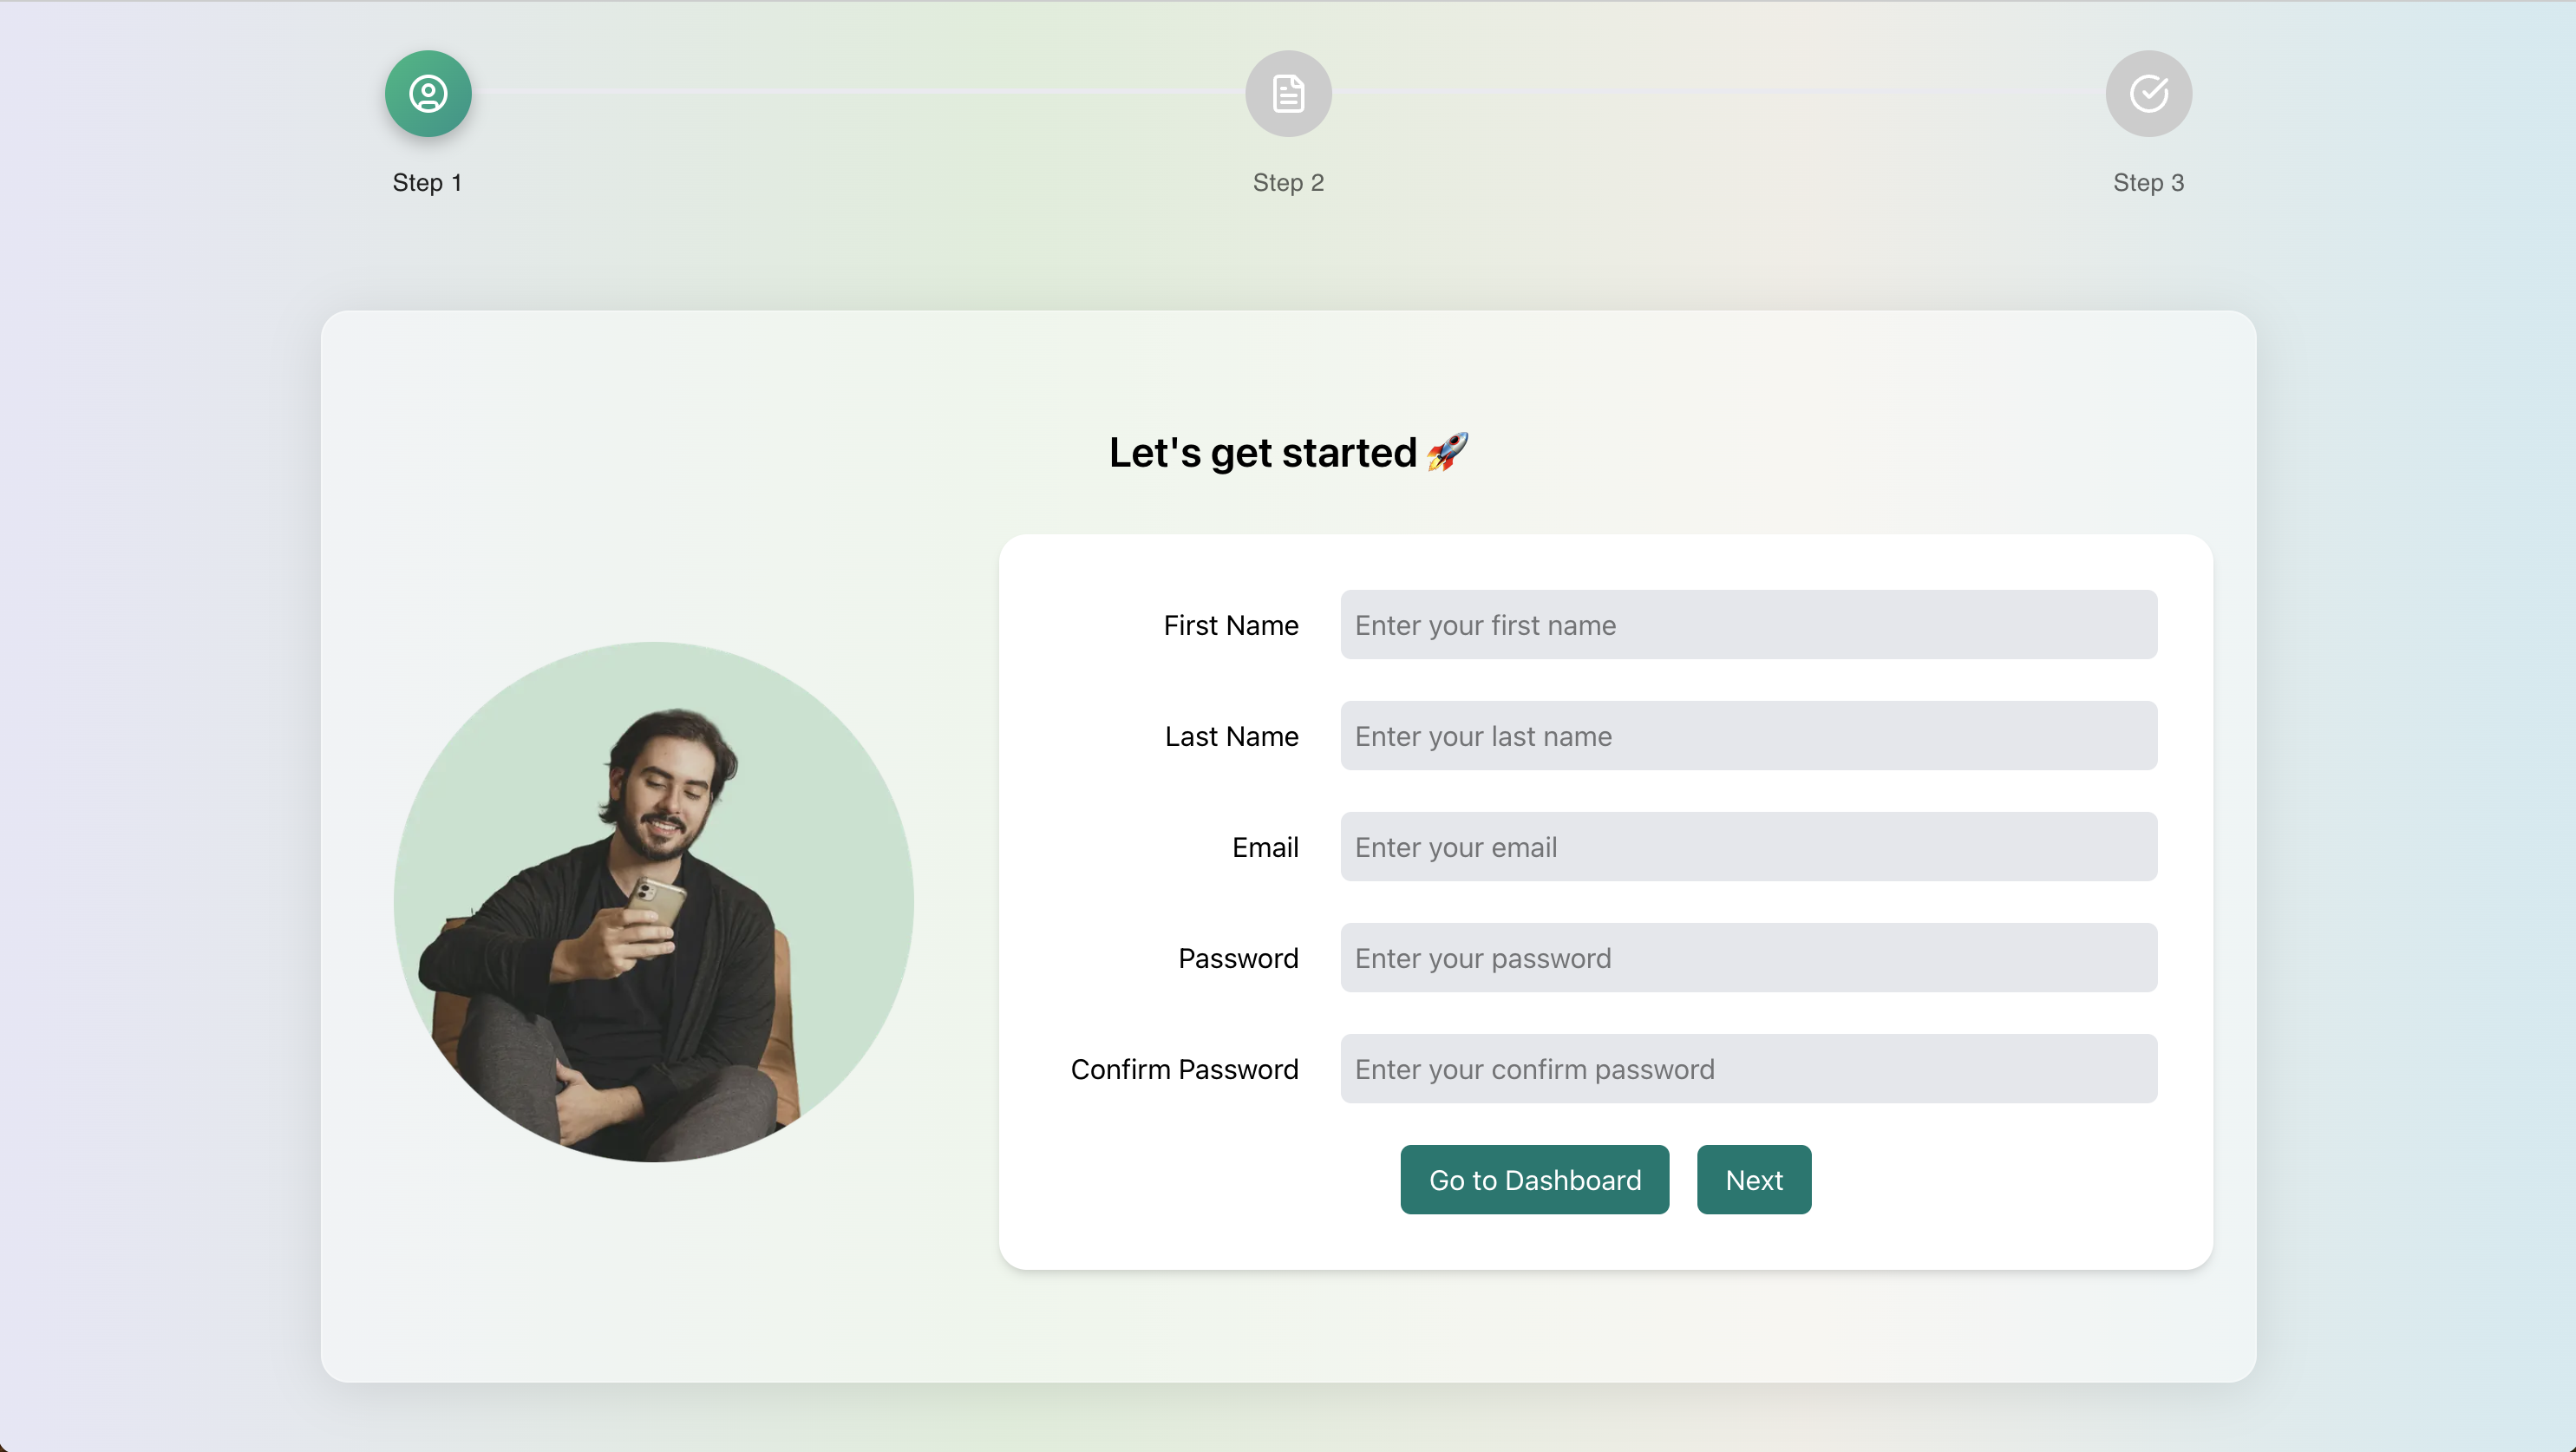 Step 1
Step 2
Step 3
Let's get started 🚀
First Name
Enter your first name
Last Name
Enter your last name
Email
Enter your email
Password
Enter your password
Confirm Password
Enter your confirm password
Go to Dashboard
Next